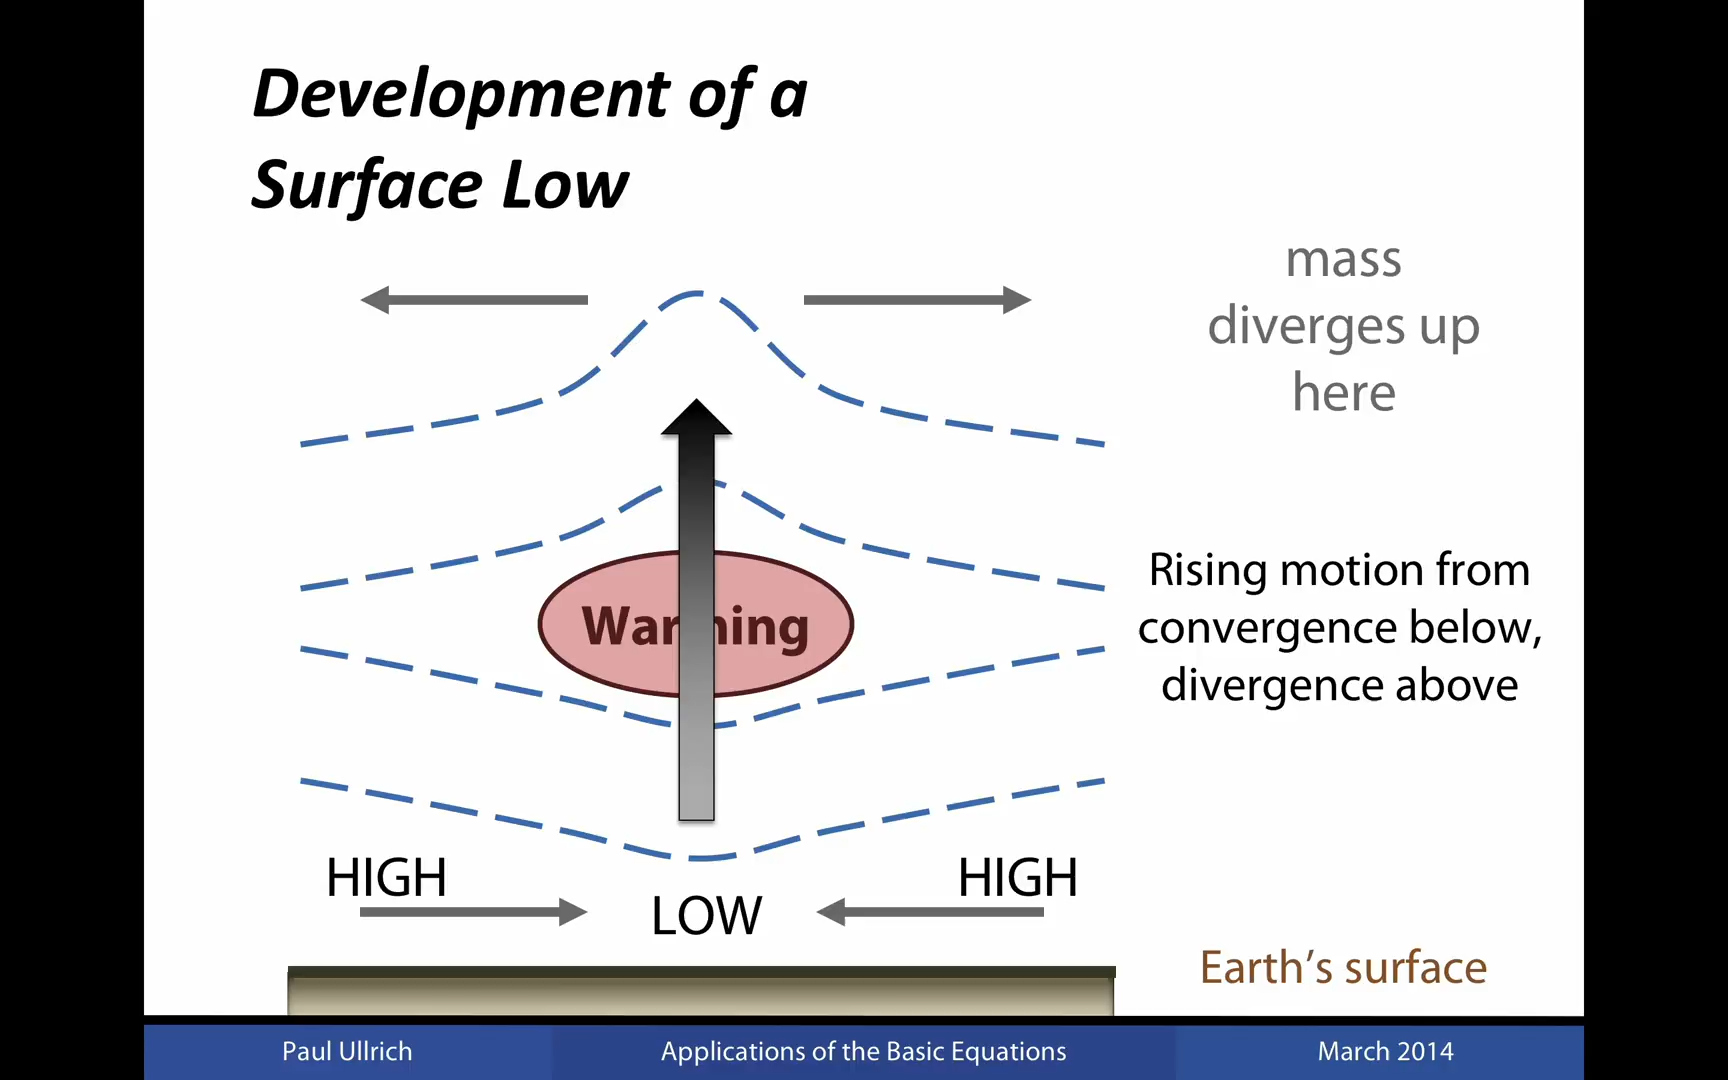 Development of a
Surface Low
mass
diverges up
here
Rising motion from
convergence below,
divergence above
HIGH
HIGH
LOW
Earth's surface
Paul Ullrich
Applications of the Basic Equations
March 2014